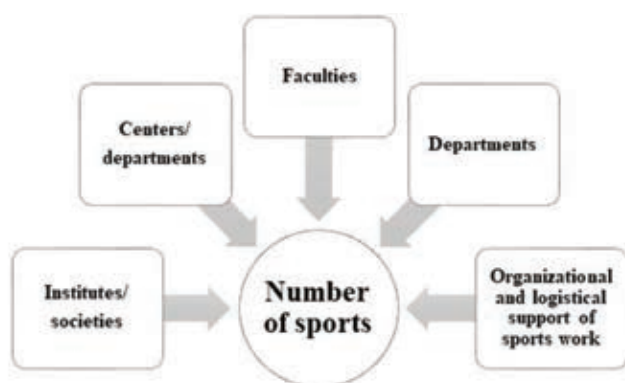 Faculties
Centers/
departments
Departments
Institutes/
societies
Number
of sports
Organizational
and logistical
support of
sports work